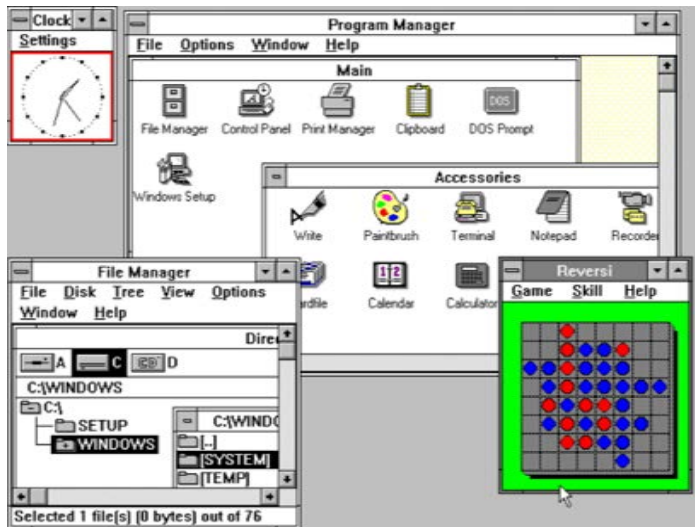 Clock
Settings
Program Manager
File Options Window Help
Main
File Manager Control Panel Print Manager Clipboard DOS Prompt
DOS
Windows Setup
Accessories
Write Paintbrush Terminal Notepad Recorder
rdfile Calendar Calculator
File Manager
File Disk Tree View Options
Window Help
Direc
A C D
C:\WINDOWS
C:\
SETUP
WINDOWS
C:\WINDO
[..]
[SYSTEM]
[TEMP]
Selected 1 file(s) (0 bytes) out of 76
Reversi
Game Skill Help